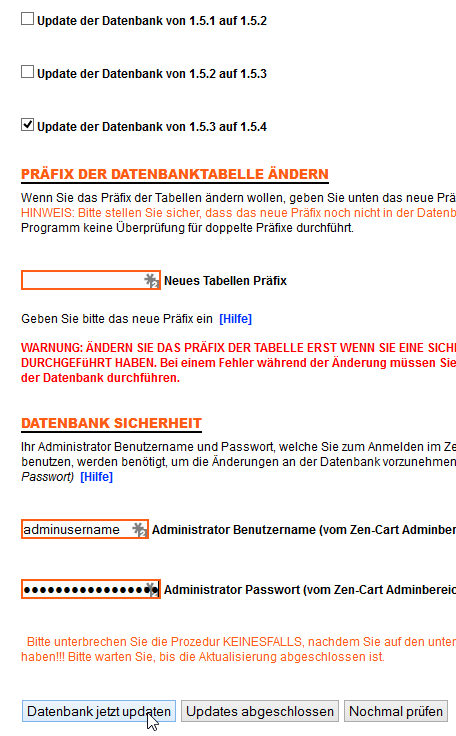 Update der Datenbank von 1.5.1 auf 1.5.2
Update der Datenbank von 1.5.2 auf 1.5.3
Update der Datenbank von 1.5.3 auf 1.5.4
PRÄFIX DER DATENBANKTABELLE ÄNDERN
Wenn Sie das Präfix der Tabellen ändern wollen, geben Sie unten das neue Prä
HINWEIS: Bitte stellen Sie sicher, dass das neue Präfix noch nicht in der Datenb
Programm keine Überprüfung für doppelte Präfixe durchführt.
Neues Tabellen Präfix
Geben Sie bitte das neue Präfix ein [Hilfe]
WARNUNG: ÄNDERN SIE DAS PRÄFIX DER TABELLE ERST WENN SIE EINE SICH
DURCHGEFüHRT HABEN. Bei einem Fehler während der Änderung müssen Sie
der Datenbank durchführen.
DATENBANK SICHERHEIT
Ihr Administrator Benutzername und Passwort, welche Sie zum Anmelden im Ze
benutzen, werden benötigt, um die Änderungen an der Datenbank vorzunehmen
Passwort) [Hilfe]
adminusername Administrator Benutzername (vom Zen-Cart Adminber
Administrator Passwort (vom Zen-Cart Adminbereic
Bitte unterbrechen Sie die Prozedur KEINESFALLS, nachdem Sie auf den unter
haben!!! Bitte warten Sie, bis die Aktualisierung abgeschlossen ist.
Datenbank jetzt updaten Updates abgeschlossen Nochmal prüfen